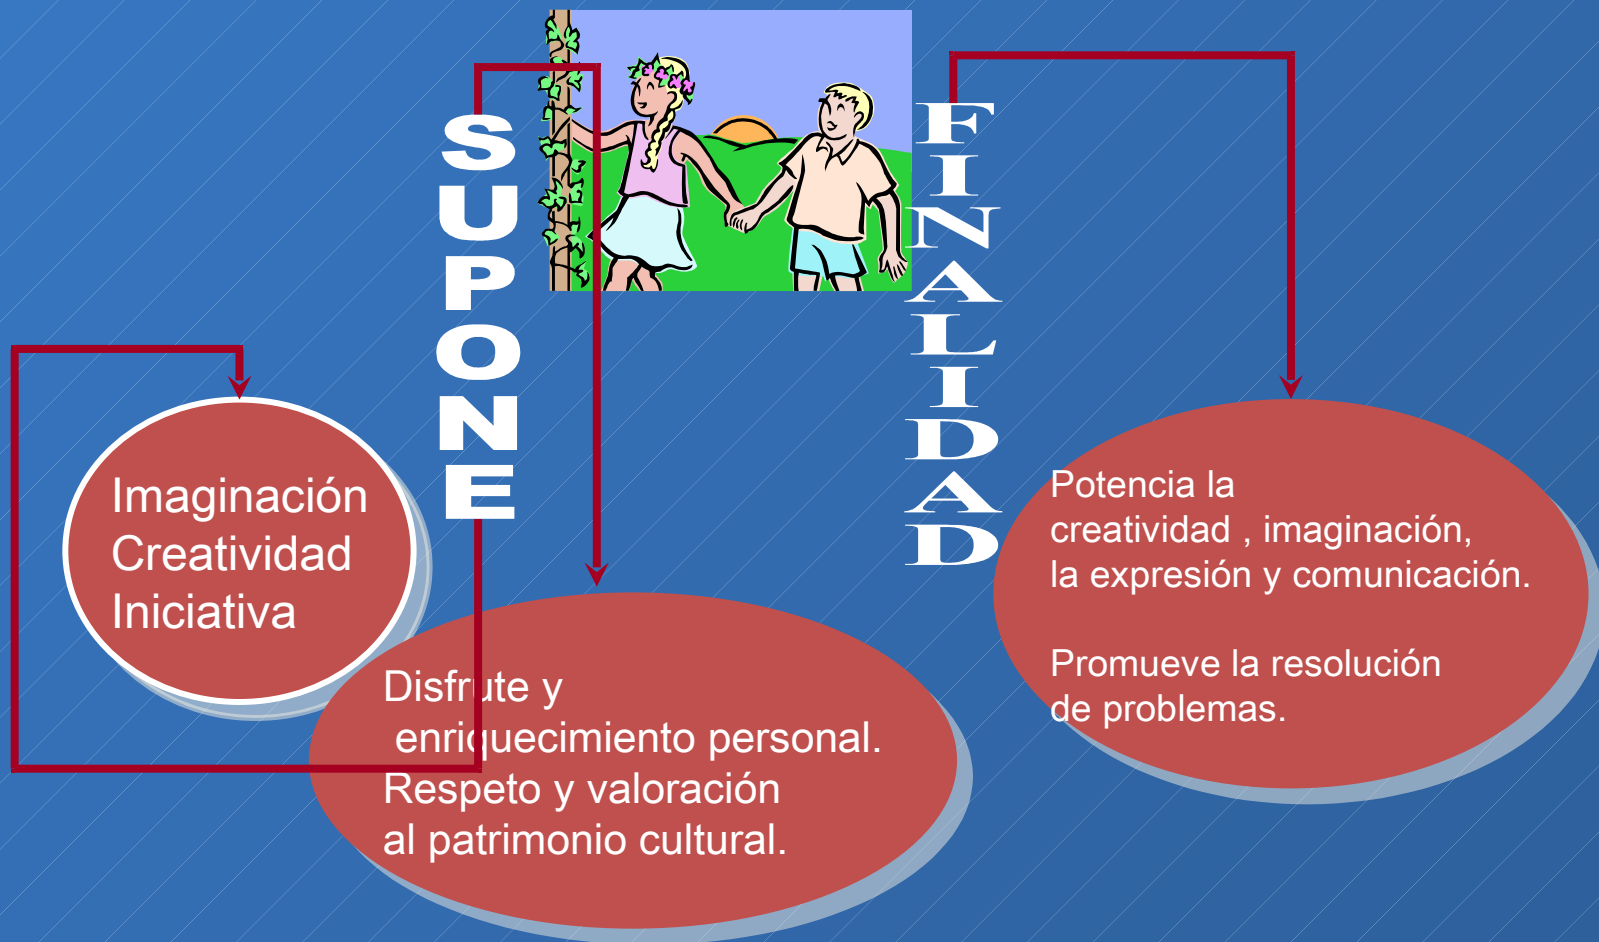 SUPONE
FINALIDAD
Imaginación
Creatividad
Iniciativa
Disfrute y
enriquecimiento personal.
Respeto y valoración
al patrimonio cultural.
Potencia la
creatividad , imaginación,
la expresión y comunicación.
Promueve la resolución
de problemas.